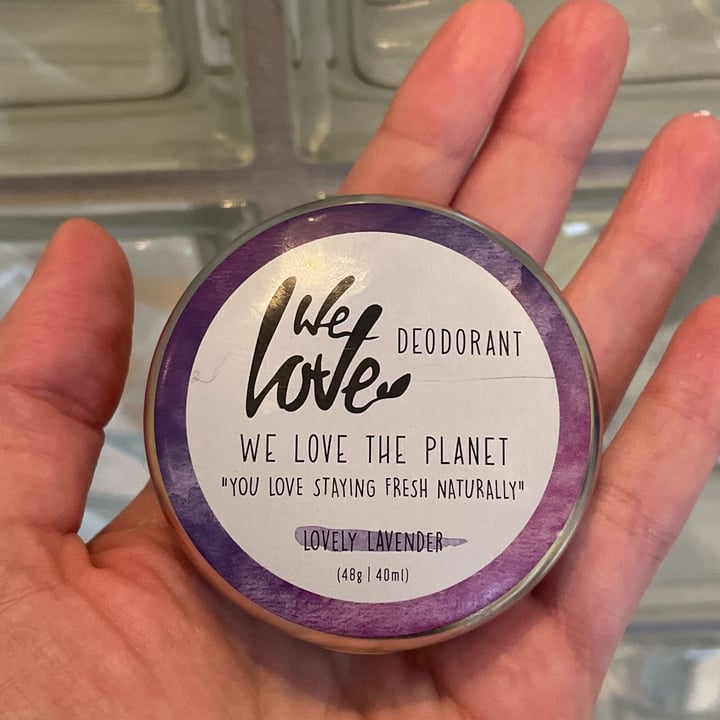 We
love
DEODORANT
WE LOVE THE PLANET
"YOU LOVE STAYING FRESH NATURALLY"
LOVELY LAVENDER
(48g | 40ml)